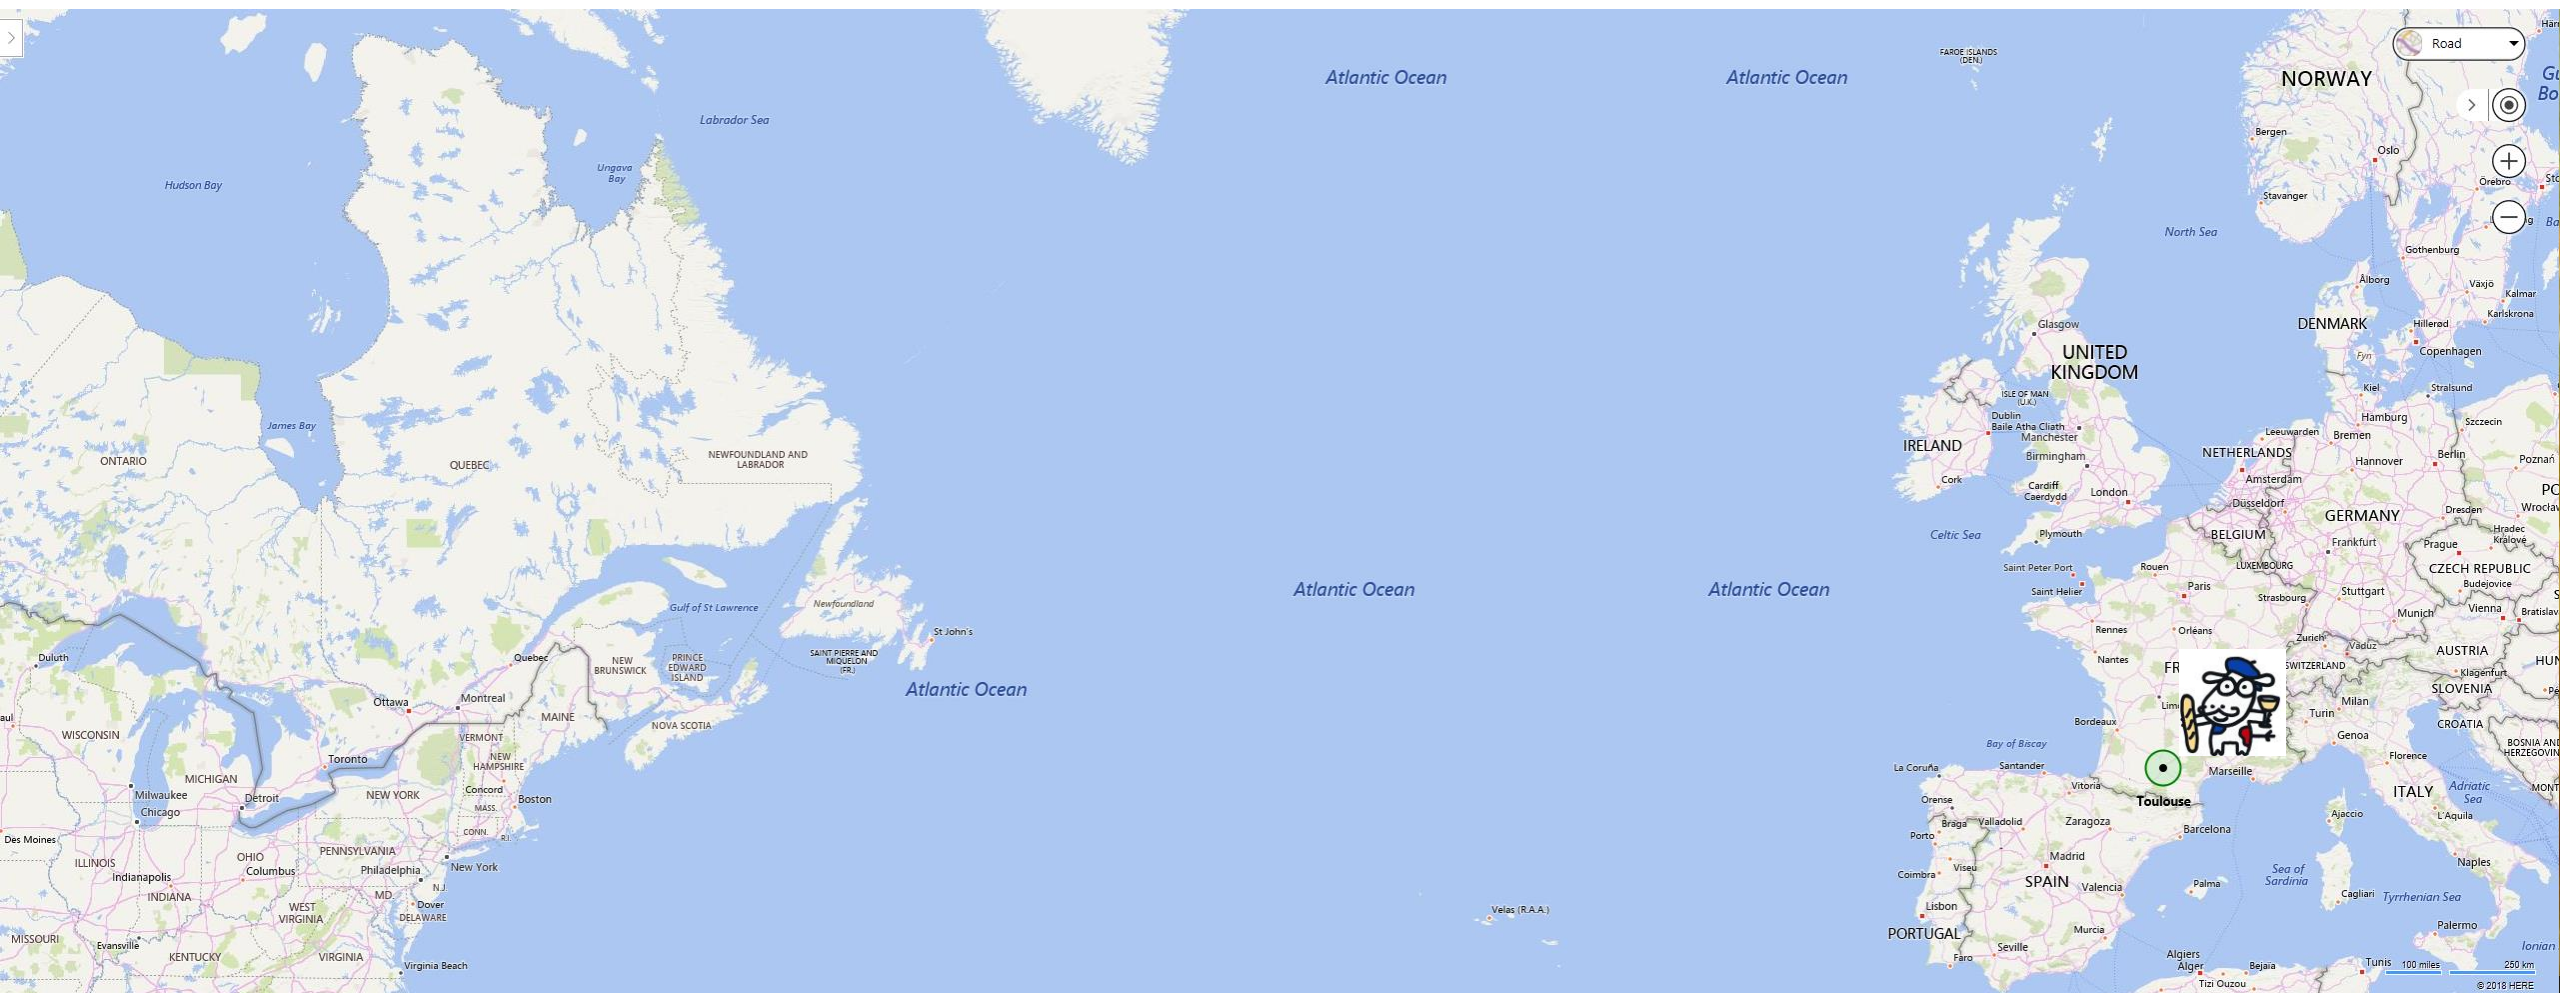 Road
Atlantic Ocean
Atlantic Ocean
FAROE ISLANDS
(DEN.)
NORWAY
Labrador Sea
Bergen
Oslo
Ungava
Bay
Hudson Bay
Örebro
Stavanger
North Sea
Gothenburg
Ålborg
Växjö
Kalmar
Karlskrona
Glasgow
DENMARK
Hillerød
Copenhagen
UNITED
KINGDOM
Fyn
Kiel
Stralsund
ISLE OF MAN
(U.K.)
Dublin
Baile Atha Cliath
Manchester
Hamburg
Szczecin
James Bay
Leeuwarden
Bremen
IRELAND
Birmingham
NETHERLANDS
Berlin
Hannover
Poznań
ONTARIO
QUEBEC
NEWFOUNDLAND AND
LABRADOR
Cork
Cardiff
Caerdydd
London
Amsterdam
Düsseldorf
GERMANY
Dresden
Celtic Sea
Plymouth
BELGIUM
Frankfurt
Prague
Hradec
Králové
Saint Peter Port
Rouen
LUXEMBOURG
CZECH REPUBLIC
Budejovice
Atlantic Ocean
Atlantic Ocean
Saint Helier
Paris
Strasbourg
Stuttgart
Munich
Vienna
Newfoundland
Gulf of St Lawrence
St John's
Rennes
Orléans
Zurich
Vaduz
AUSTRIA
Duluth
Quebec
NEW
BRUNSWICK
PRINCE
EDWARD
ISLAND
SAINT PIERRE AND
MIQUELON
(FR.)
Nantes
SWITZERLAND
Klagenfurt
Atlantic Ocean
SLOVENIA
Ottawa
Montreal
MAINE
NOVA SCOTIA
Milan
Turin
CROATIA
WISCONSIN
VERMONT
Bordeaux
Genoa
Bay of Biscay
Toronto
NEW
HAMPSHIRE
Florence
La Coruña
Santander
Marseille
MICHIGAN
Milwaukee
Detroit
NEW YORK
Concord
Boston
Vitoria
ITALY
Adriatic
Sea
Toulouse
Orense
Chicago
MASS.
CONN.
R.I.
Braga
Valladolid
Zaragoza
Barcelona
Ajaccio
L'Aquila
Des Moines
Porto
ILLINOIS
OHIO
Columbus
PENNSYLVANIA
Philadelphia
New York
Madrid
Naples
Indianapolis
INDIANA
N.J.
MD.
Dover
DELAWARE
Viseu
Coimbra
SPAIN
Valencia
Palma
Sea of
Sardinia
Cagliari
Tyrrhenian Sea
WEST
VIRGINIA
Velas (R.A.A.)
Lisbon
PORTUGAL
Murcia
Palermo
MISSOURI
Evansville
KENTUCKY
VIRGINIA
Virginia Beach
Seville
Faro
Algiers
Alger
Bejaïa
Tizi Ouzou
Tunis
100 miles
250 km
© 2018 HERE